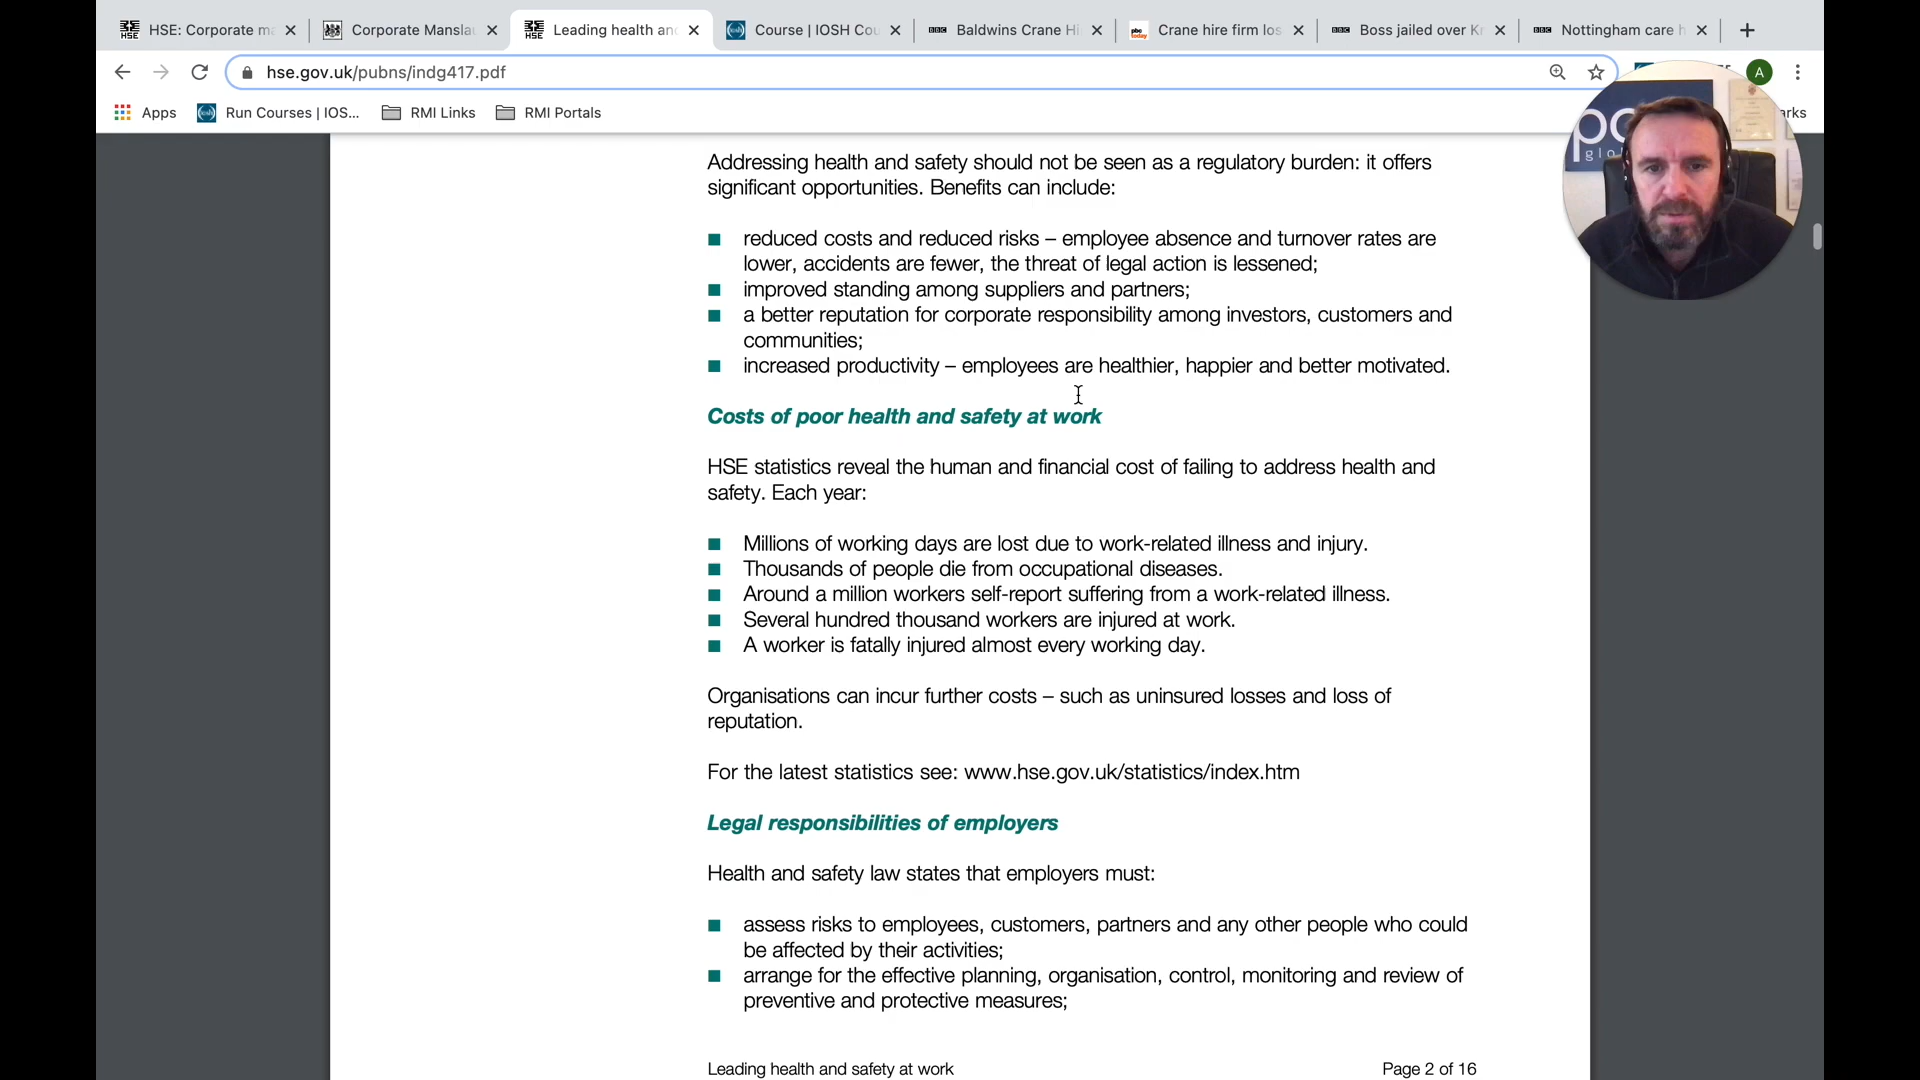 HSE: Corporate ma
Corporate Manslau
Leading health and
Course | IOSH Cou
Baldwins Crane Hi
Crane hire firm los
Boss jailed over Kn
Nottingham care h
hse.gov.uk/pubns/indg417.pdf
A
Apps
Run Courses | IOS...
RMI Links
RMI Portals
arks
Addressing health and safety should not be seen as a regulatory burden: it offers
significant opportunities. Benefits can include:
reduced costs and reduced risks – employee absence and turnover rates are
lower, accidents are fewer, the threat of legal action is lessened;
improved standing among suppliers and partners;
a better reputation for corporate responsibility among investors, customers and
communities;
increased productivity – employees are healthier, happier and better motivated.
Costs of poor health and safety at work
HSE statistics reveal the human and financial cost of failing to address health and
safety. Each year:
Millions of working days are lost due to work-related illness and injury.
Thousands of people die from occupational diseases.
Around a million workers self-report suffering from a work-related illness.
Several hundred thousand workers are injured at work.
A worker is fatally injured almost every working day.
Organisations can incur further costs – such as uninsured losses and loss of
reputation.
For the latest statistics see: www.hse.gov.uk/statistics/index.htm
Legal responsibilities of employers
Health and safety law states that employers must:
assess risks to employees, customers, partners and any other people who could
be affected by their activities;
arrange for the effective planning, organisation, control, monitoring and review of
preventive and protective measures;
Leading health and safety at work
Page 2 of 16